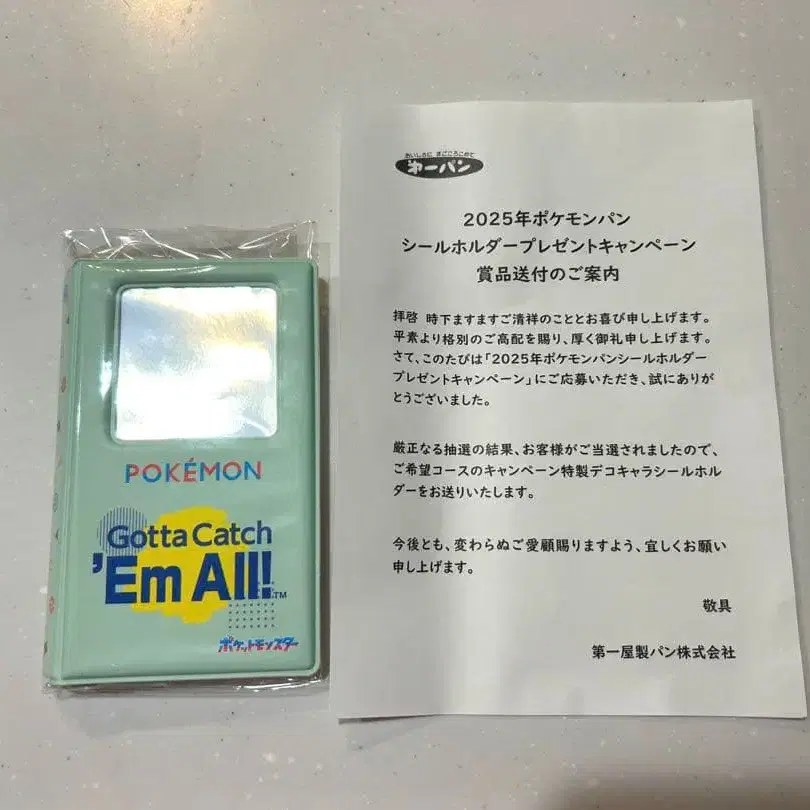 POKÉMON
Gotta Catch
'Em All!™
ポケットモンスター
おいしさに まごころこめて
第一パン
2025年ポケモンパン
シールホルダープレゼントキャンペーン
賞品送付のご案内
拝啓 時下ますますご清祥のこととお喜び申し上げます。
平素より格別のご高配を賜り、厚く御礼申し上げます。
さて、このたびは「2025年ポケモンパンシールホルダー
プレゼントキャンペーン」にご応募いただき、試にありが
とうございました。
厳正なる抽選の結果、お客様がご当選されましたので、
ご希望コースのキャンペーン特製デコキャラシールホル
ダーをお送りいたします。
今後とも、変わらぬご愛顧賜りますよう、宜しくお願い
申し上げます。
敬具
第一屋製パン株式会社